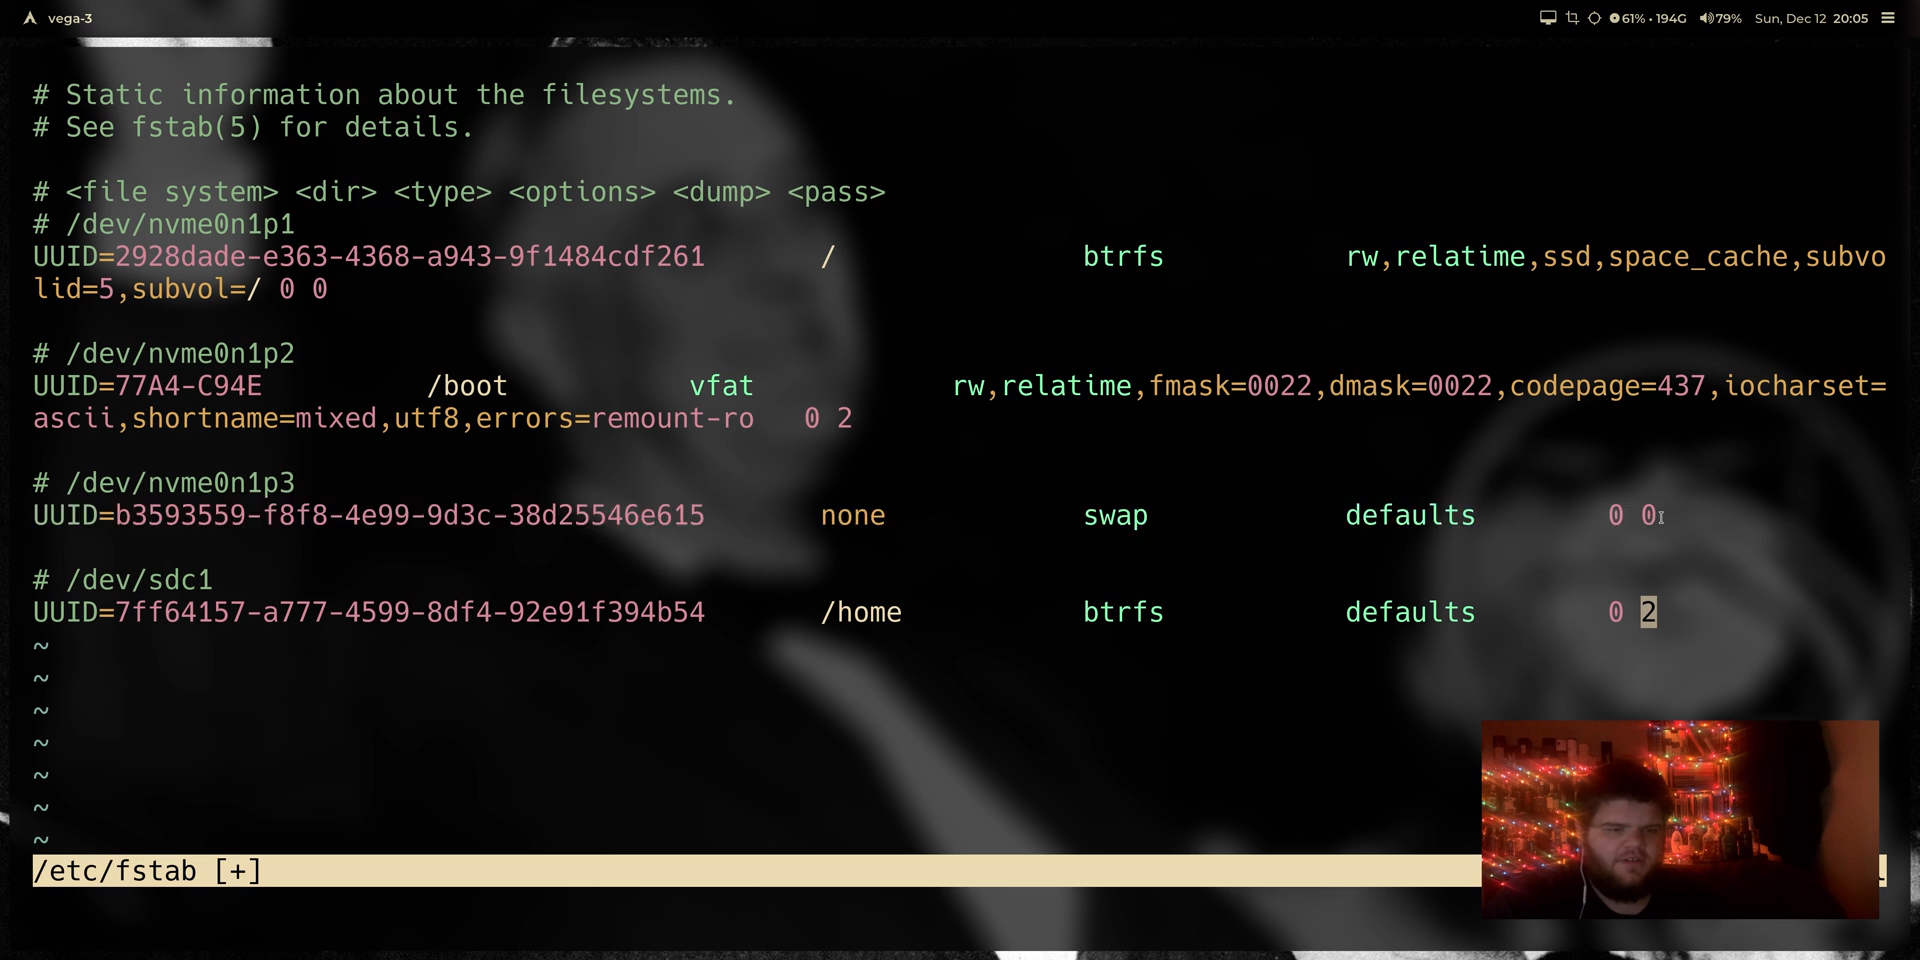 vega-3
61% • 194G 79% Sun, Dec 12 20:05
# Static information about the filesystems.
# See fstab(5) for details.
# <file system> <dir> <type> <options> <dump> <pass>
# /dev/nvme0n1p1
UUID=2928dade-e363-4368-a943-9f1484cdf261 / btrfs rw,relatime,ssd,space_cache,subvo
lid=5,subvol=/ 0 0
# /dev/nvme0n1p2
UUID=77A4-C94E /boot vfat rw,relatime,fmask=0022,dmask=0022,codepage=437,iocharset=
ascii,shortname=mixed,utf8,errors=remount-ro 0 2
# /dev/nvme0n1p3
UUID=b3593559-f8f8-4e99-9d3c-38d25546e615 none swap defaults 0 0
# /dev/sdc1
UUID=7ff64157-a777-4599-8df4-92e91f394b54 /home btrfs defaults 0 2
~
~
~
~
~
~
~
/etc/fstab [+]